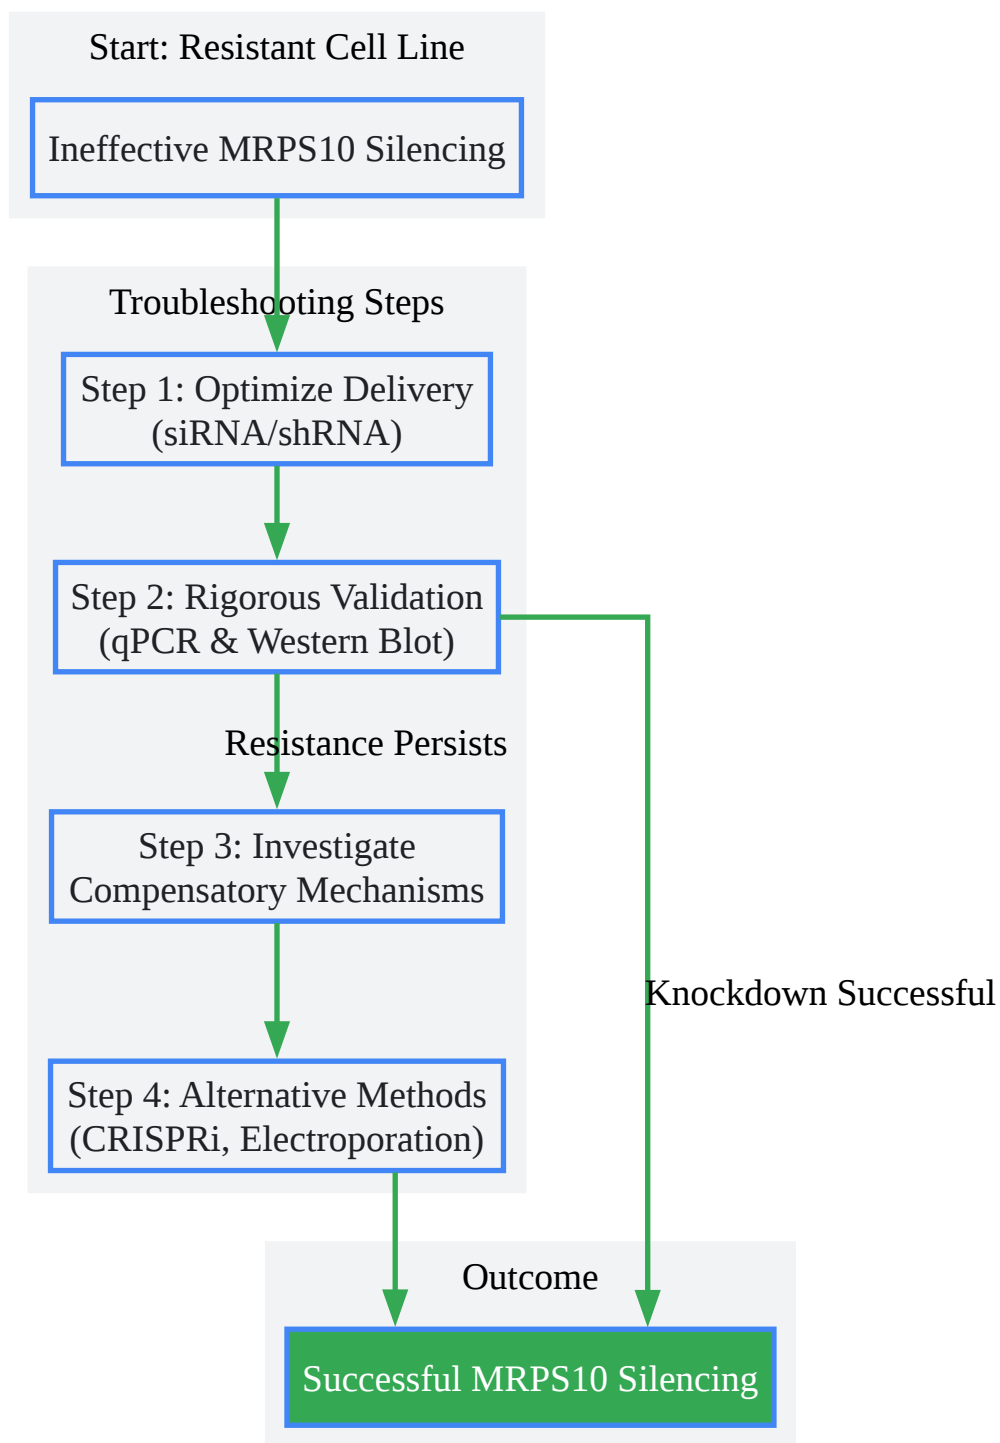 Start: Resistant Cell Line
Ineffective MRPS10 Silencing
Troubleshooting Steps
Step 1: Optimize Delivery
(siRNA/shRNA)
Step 2: Rigorous Validation
(qPCR & Western Blot)
Resistance Persists
Step 3: Investigate
Compensatory Mechanisms
Knockdown Successful
Step 4: Alternative Methods
(CRISPRi, Electroporation)
Outcome
Successful MRPS10 Silencing